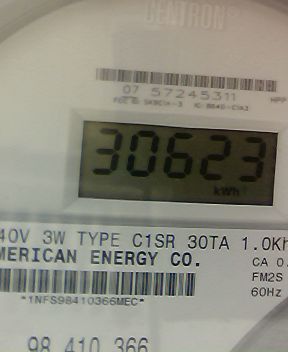 CENTRON®
07 57245311
30623
kWh
40V 3W TYPE C1SR 30TA 1.0Kh
MERICAN ENERGY CO.
CA 0.
FM2S
60Hz
*1NFS98410366MEC*
98 410 366